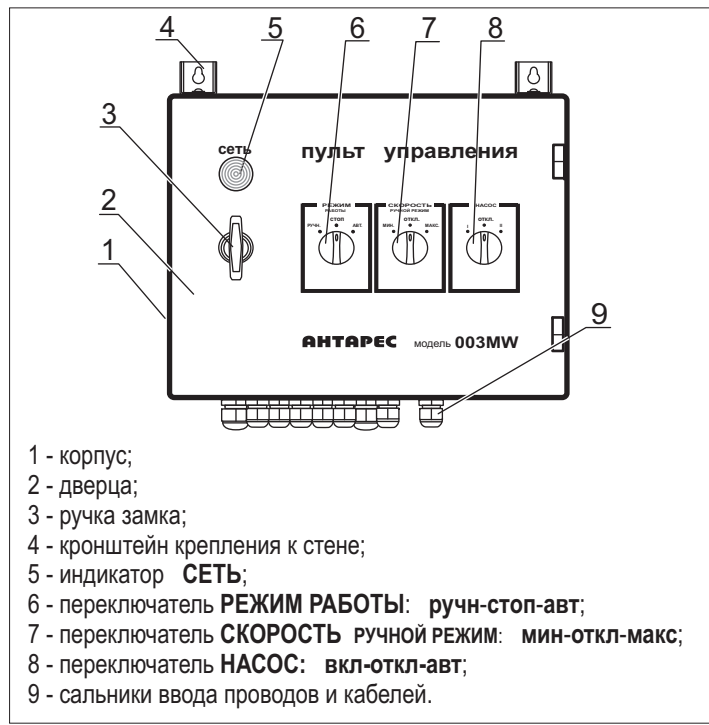 4 5 6 7 8
3
2
1
9
сеть
пульт управления
РЕЖИМ РАБОТЫ
СТОП
РУЧН. АВТ.
СКОРОСТЬ РУЧНОЙ РЕЖИМ
ОТКЛ.
МИН. МАКС.
НАСОС
ОТКЛ.
I 0
АНТАРЕС модель 003MW
1 - корпус;
2 - дверца;
3 - ручка замка;
4 - кронштейн крепления к стене;
5 - индикатор СЕТЬ;
6 - переключатель РЕЖИМ РАБОТЫ: ручн-стоп-авт;
7 - переключатель СКОРОСТЬ РУЧНОЙ РЕЖИМ: мин-откл-макс;
8 - переключатель НАСОС: вкл-откл-авт;
9 - сальники ввода проводов и кабелей.